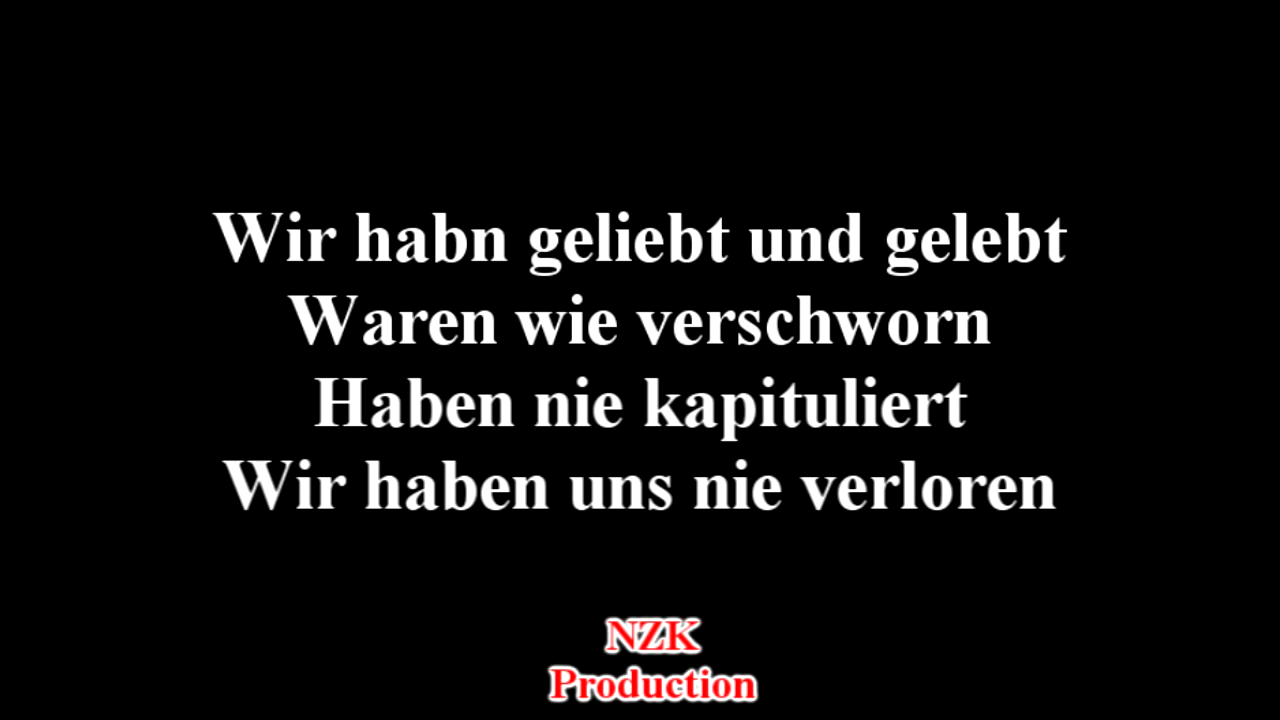 Wir habn geliebt und gelebt
Waren wie verschworn
Haben nie kapituliert
Wir haben uns nie verloren
NZK
Production